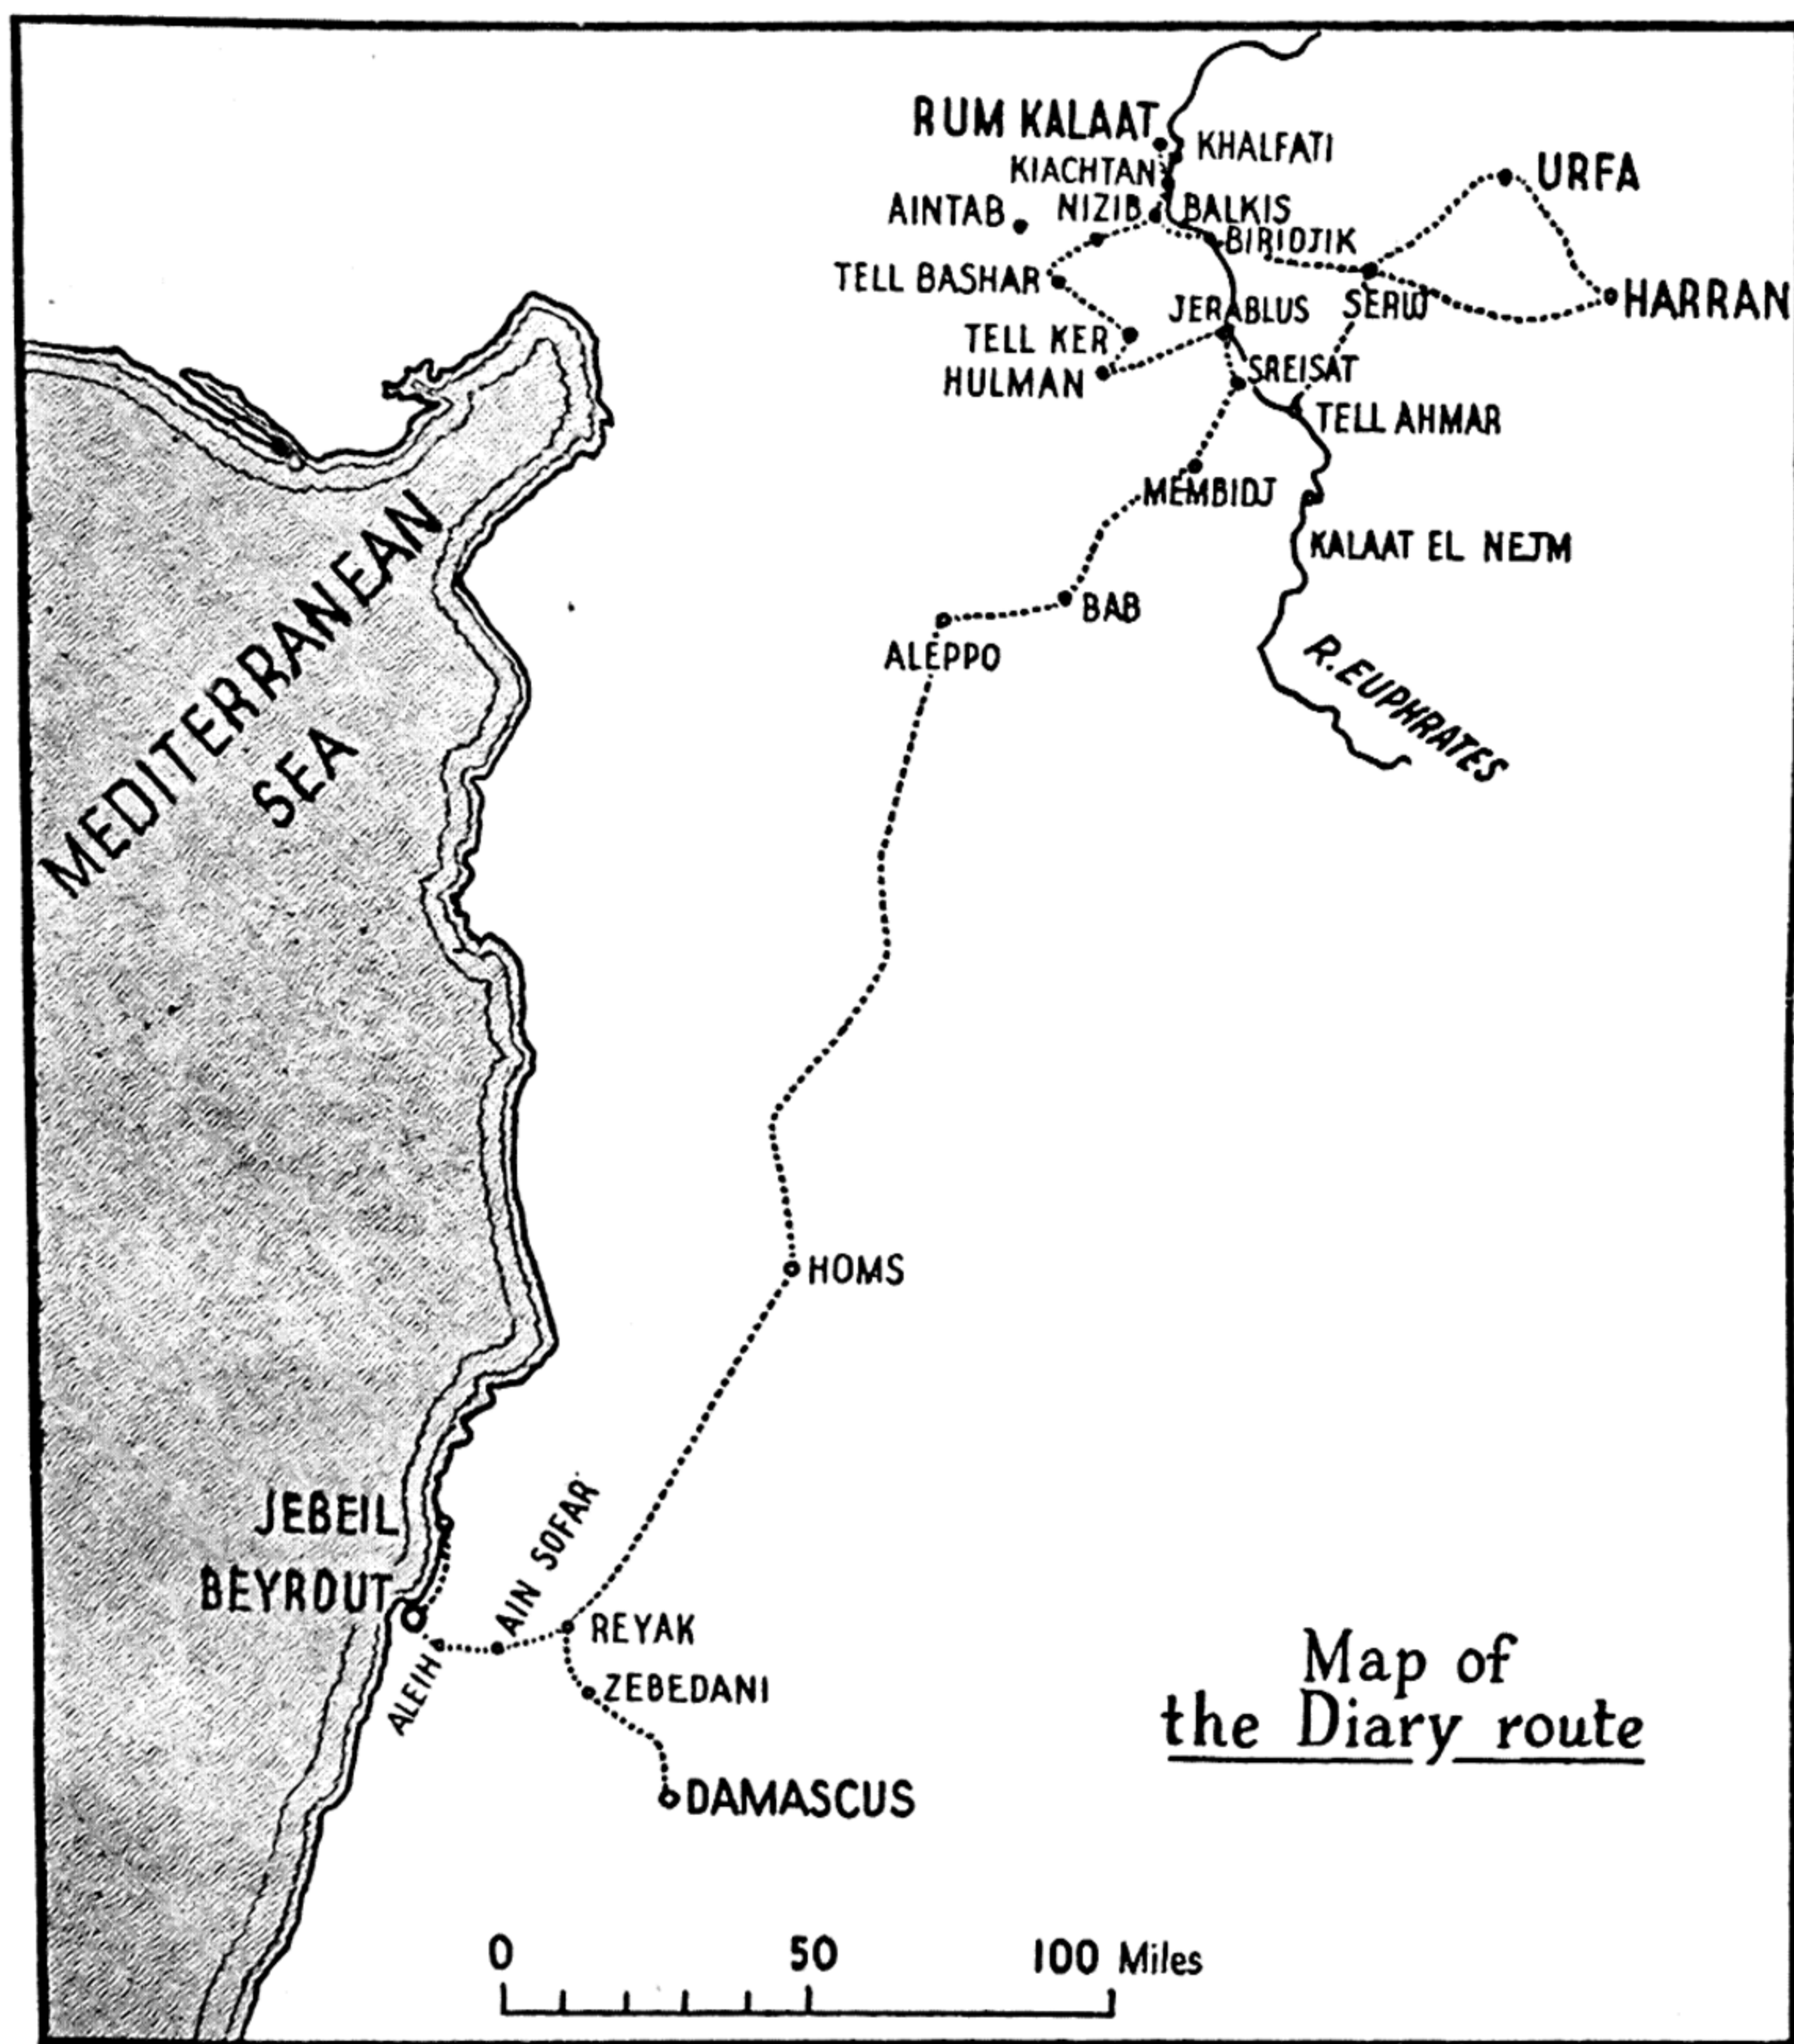 RUM KALAAT
KHALFATI
KIACHTAN
URFA
AINTAB
NIZIB
BALKIS
BIRIDJIK
TELL BASHAR
JERABLUS
SERUJ
HARRAN
TELL KER
HULMAN
SREISAT
TELL AHMAR
MEMBIDJ
KALAAT EL NEJM
BAB
ALEPPO
R. EUPHRATES
MEDITERRANEAN
SEA
HOMS
JEBEIL
BEYROUT
AIN SOFAR
REYAK
ALEIH
ZEBEDANI
DAMASCUS
Map of
the Diary route
0 50 100 Miles